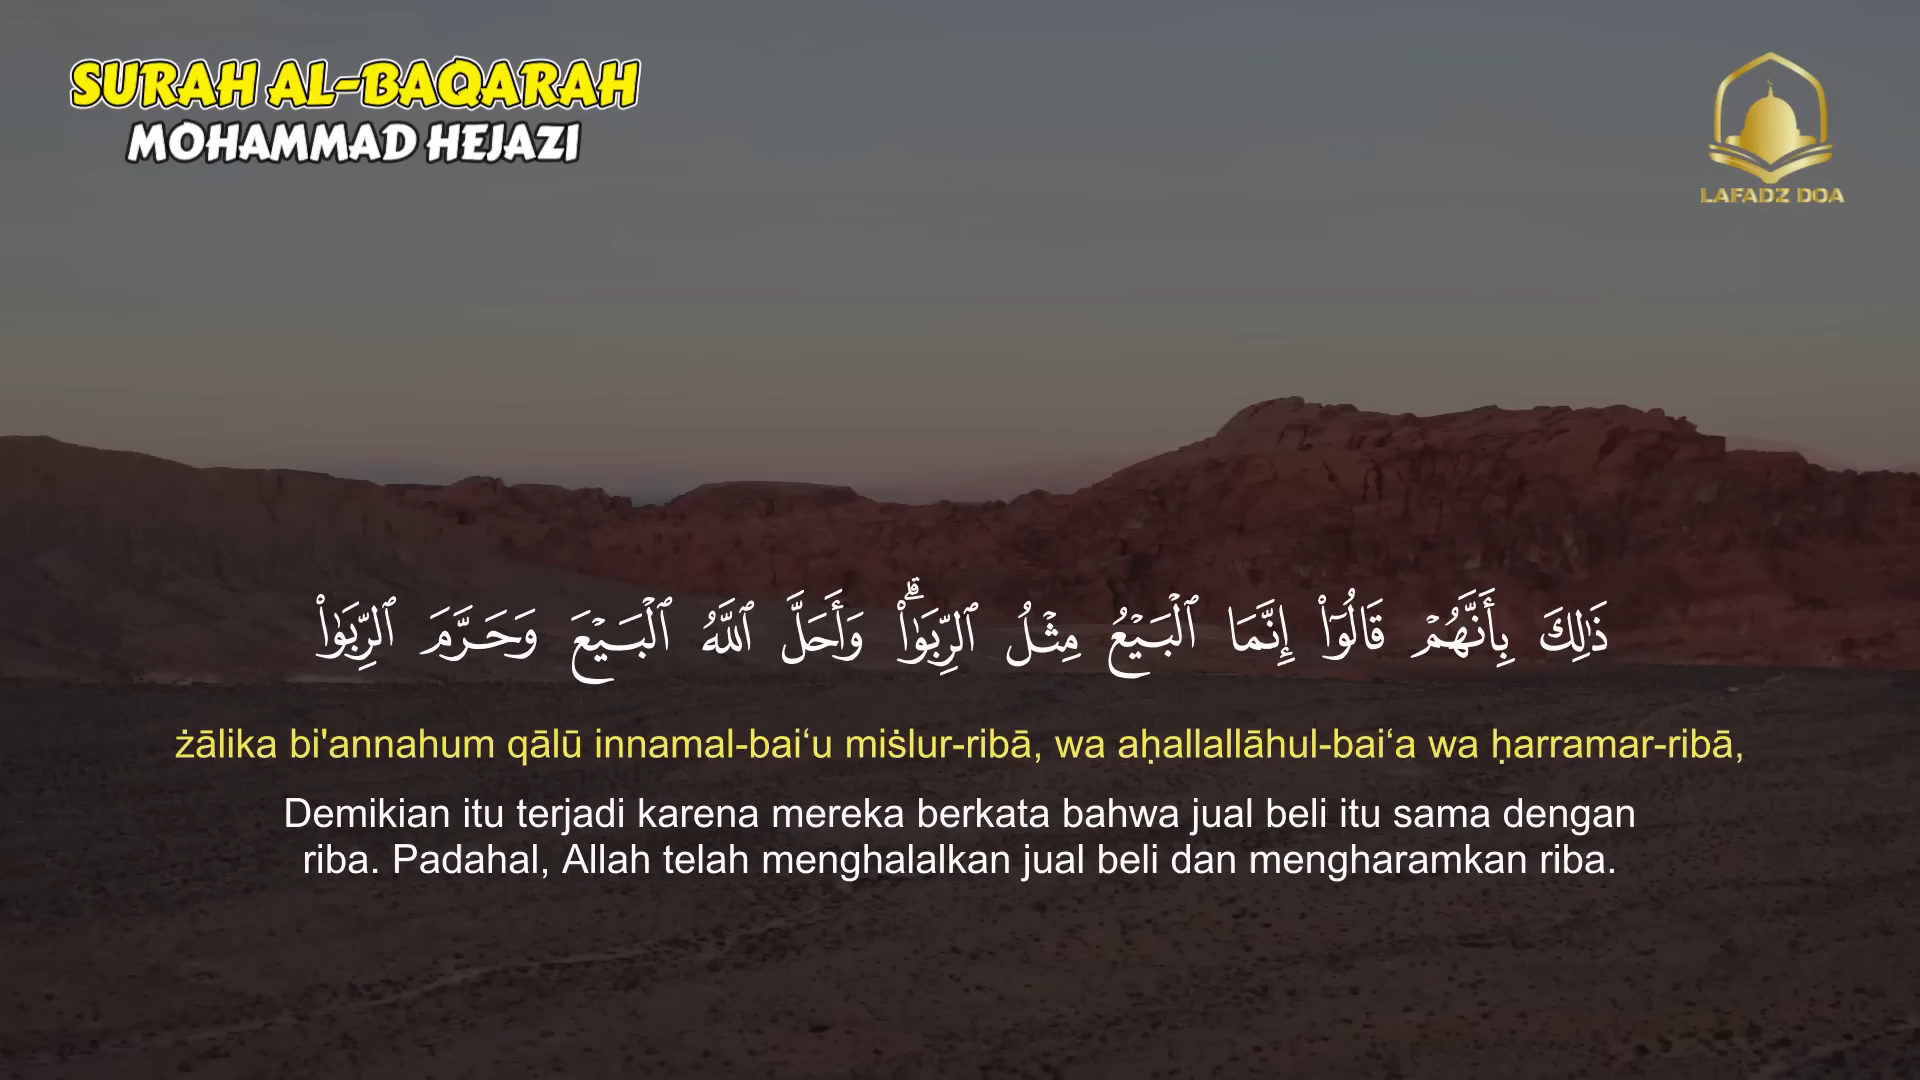 SURAH AL-BAQARAH
MOHAMMAD HEJAZI
LAFADZ DOA
ذَٰلِكَ بِأَنَّهُمْ قَالُوٓا۟ إِنَّمَا ٱلْبَيْعُ مِثْلُ ٱلرِّبَوٰا۟ ۗ وَأَحَلَّ ٱللَّهُ ٱلْبَيْعَ وَحَرَّمَ ٱلرِّبَوٰا۟
żālika bi'annahum qālū innamal-bai‘u miṡlur-ribā, wa aḥallallāhul-bai‘a wa ḥarramar-ribā,
Demikian itu terjadi karena mereka berkata bahwa jual beli itu sama dengan
riba. Padahal, Allah telah menghalalkan jual beli dan mengharamkan riba.